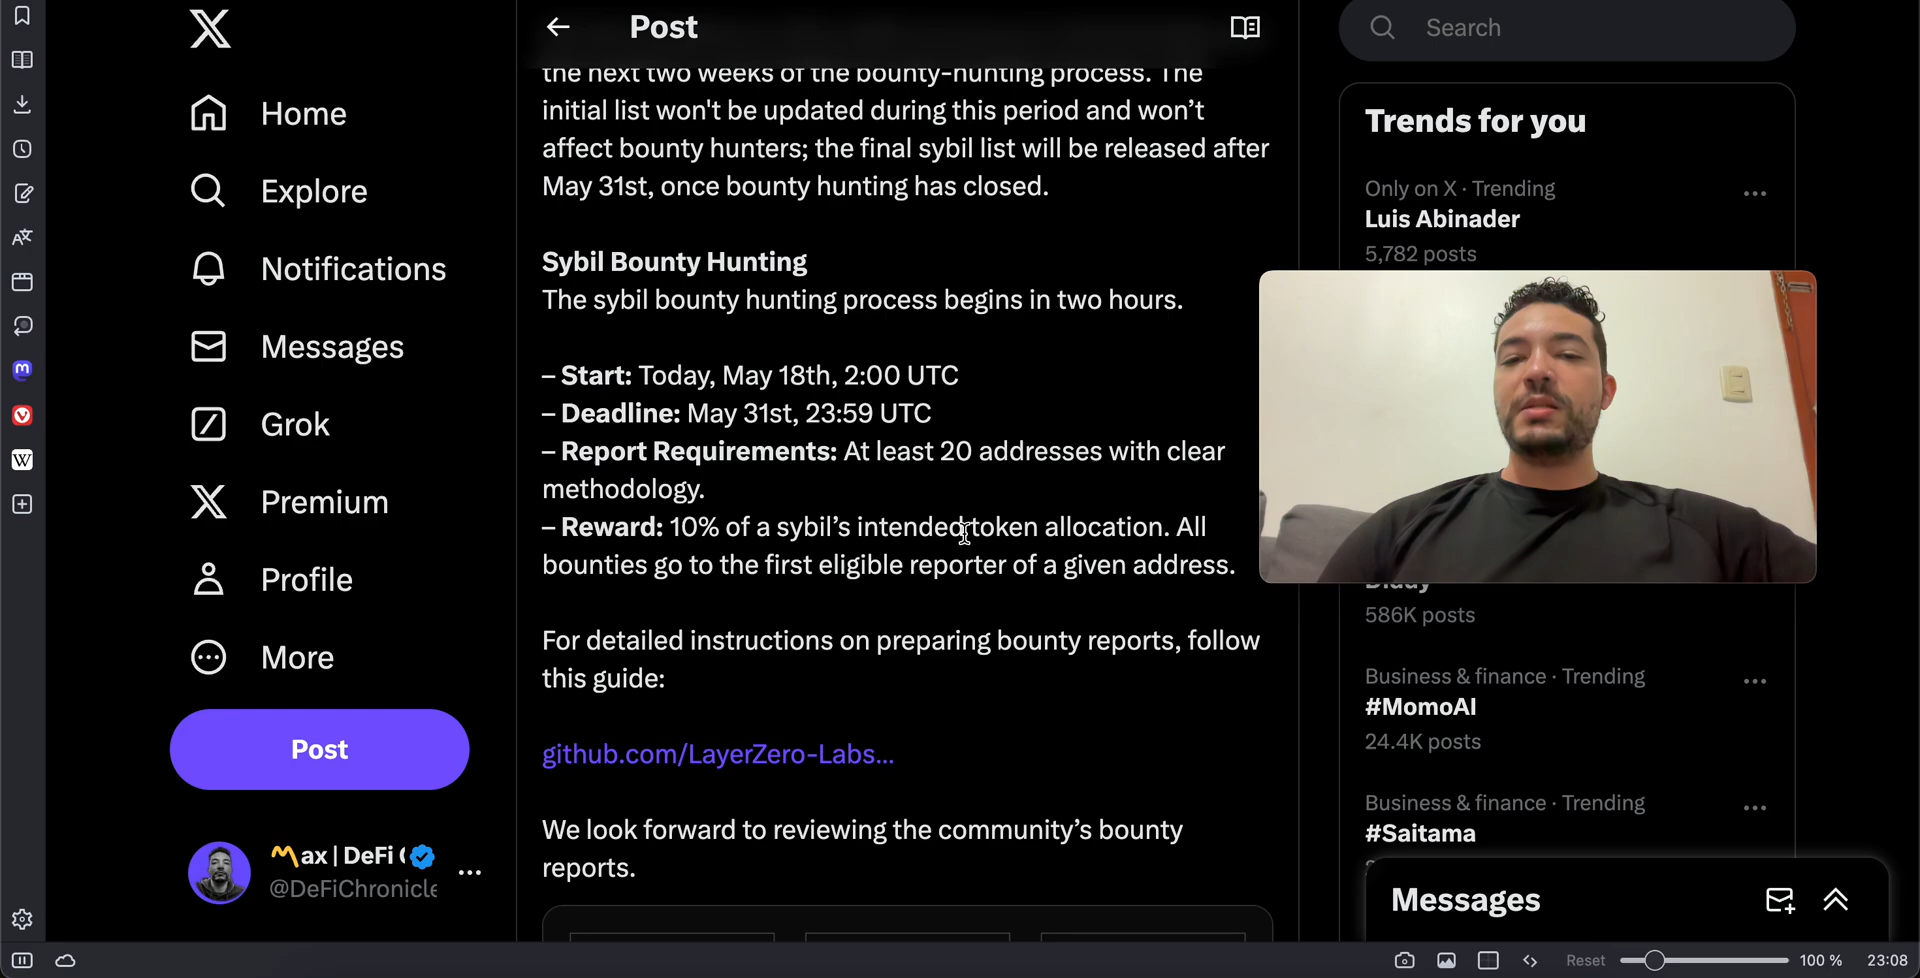 Post
Search
the next two weeks of the bounty-hunting process. The
initial list won't be updated during this period and won’t
affect bounty hunters; the final sybil list will be released after
May 31st, once bounty hunting has closed.
Sybil Bounty Hunting
The sybil bounty hunting process begins in two hours.
– Start: Today, May 18th, 2:00 UTC
– Deadline: May 31st, 23:59 UTC
– Report Requirements: At least 20 addresses with clear
methodology.
– Reward: 10% of a sybil’s intended token allocation. All
bounties go to the first eligible reporter of a given address.
For detailed instructions on preparing bounty reports, follow
this guide:
github.com/LayerZero-Labs...
We look forward to reviewing the community’s bounty
reports.
Home
Explore
Notifications
Messages
Grok
Premium
Profile
More
Post
max | DeFi
@DeFiChronicle
Trends for you
Only on X · Trending
Luis Abinader
5,782 posts
Diddy
586K posts
Business & finance · Trending
#MomoAI
24.4K posts
Business & finance · Trending
#Saitama
Messages
Reset
100 %
23:08